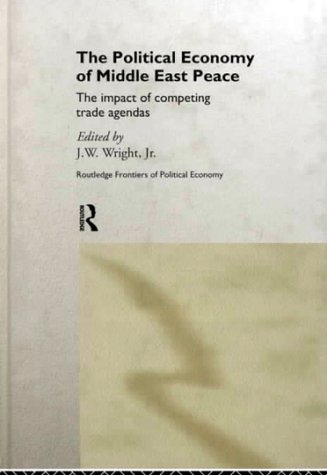 The Political Economy
of Middle East Peace
The impact of competing
trade agendas
Edited by
J.W. Wright, Jr.
Routledge Frontiers of Political Economy
R
ROUTLEDGE